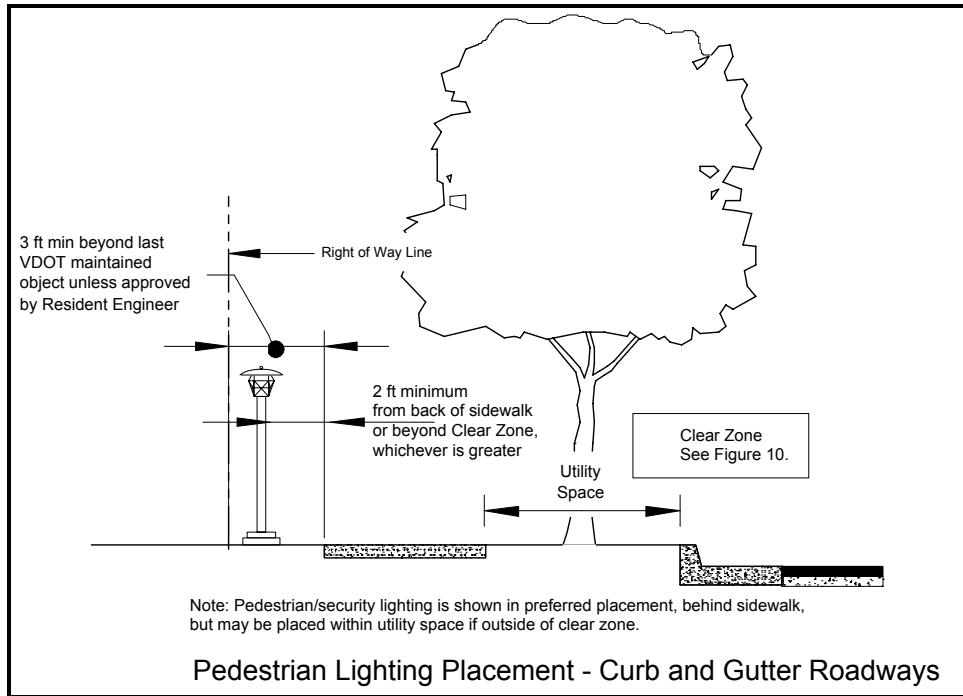 3 ft min beyond last
VDOT maintained
object unless approved
by Resident Engineer
Right of Way Line
2 ft minimum
from back of sidewalk
or beyond Clear Zone,
whichever is greater
Clear Zone
See Figure 10.
Utility
Space
Note: Pedestrian/security lighting is shown in preferred placement, behind sidewalk,
but may be placed within utility space if outside of clear zone.
Pedestrian Lighting Placement - Curb and Gutter Roadways